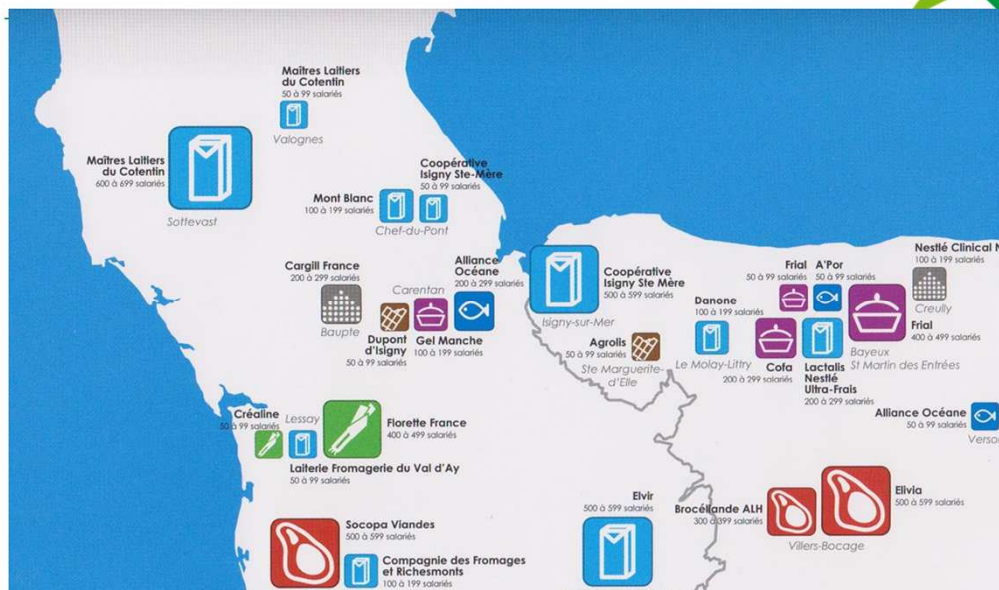 Maîtres Laitiers
du Cotentin
50 à 99 salariés
Valognes
Maîtres Laitiers
du Cotentin
600 à 699 salariés
Sottevast
Coopérative
Isigny Ste-Mère
50 à 99 salariés
Mont Blanc
100 à 199 salariés
Chef-du-Pont
Cargill France
200 à 299 salariés
Baupte
Carentan
Alliance
Océane
200 à 299 salariés
Dupont
d'Isigny
50 à 99 salariés
Gel Manche
100 à 199 salariés
Coopérative
Isigny Ste Mère
500 à 599 salariés
Isigny-sur-Mer
Agrolis
50 à 99 salariés
Ste Marguerite-
d'Elle
Danone
100 à 199 salariés
Le Molay-Littry
Frial
50 à 99 salariés
A'Por
50 à 99 salariés
Nestlé Clinical N
100 à 199 salariés
Creully
Frial
400 à 499 salariés
Bayeux
St Martin des Entrées
Cofa
200 à 299 salariés
Lactalis
Nestlé
Ultra-Frais
200 à 299 salariés
Alliance Océane
50 à 99 salariés
Verson
Créaline
50 à 99 salariés
Lessay
Florette France
400 à 499 salariés
Laiterie Fromagerie du Val d'Ay
50 à 99 salariés
Socopa Viandes
500 à 599 salariés
Compagnie des Fromages
et Richesmonts
100 à 199 salariés
Elvir
500 à 599 salariés
Brocéliande ALH
300 à 399 salariés
Elivia
500 à 599 salariés
Villers-Bocage